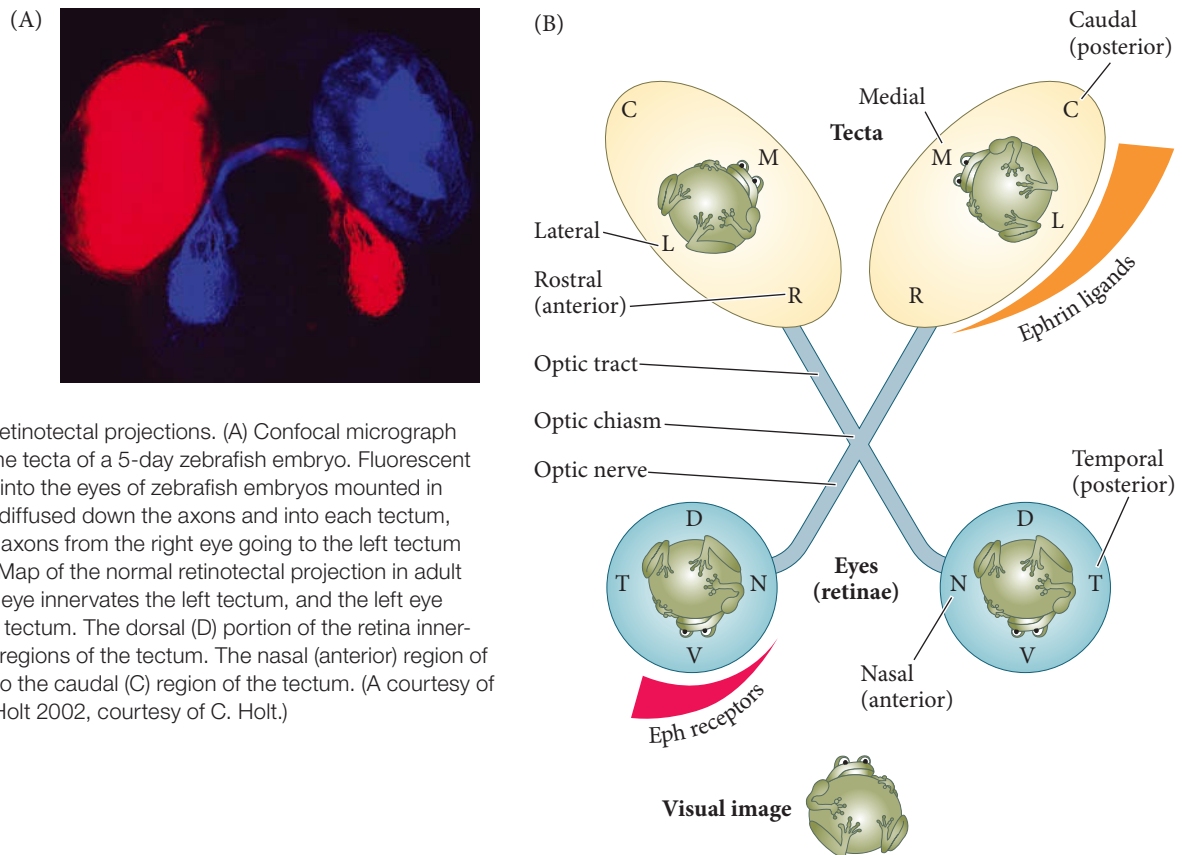 (A)
etinotectal projections. (A) Confocal micrograph
ne tecta of a 5-day zebrafish embryo. Fluorescent
into the eyes of zebrafish embryos mounted in
diffused down the axons and into each tectum,
axons from the right eye going to the left tectum
Map of the normal retinotectal projection in adult
eye innervates the left tectum, and the left eye
tectum. The dorsal (D) portion of the retina inner-
regions of the tectum. The nasal (anterior) region of
o the caudal (C) region of the tectum. (A courtesy of
Holt 2002, courtesy of C. Holt.)
(B)
Caudal
(posterior)
Medial
Tecta
C
C
M
M
Lateral
L
L
Rostral
(anterior)
R
R
Ephrin ligands
Optic tract
Optic chiasm
Optic nerve
Temporal
(posterior)
D
D
Eyes
(retinae)
T
N
N
T
V
V
Nasal
(anterior)
Eph receptors
Visual image